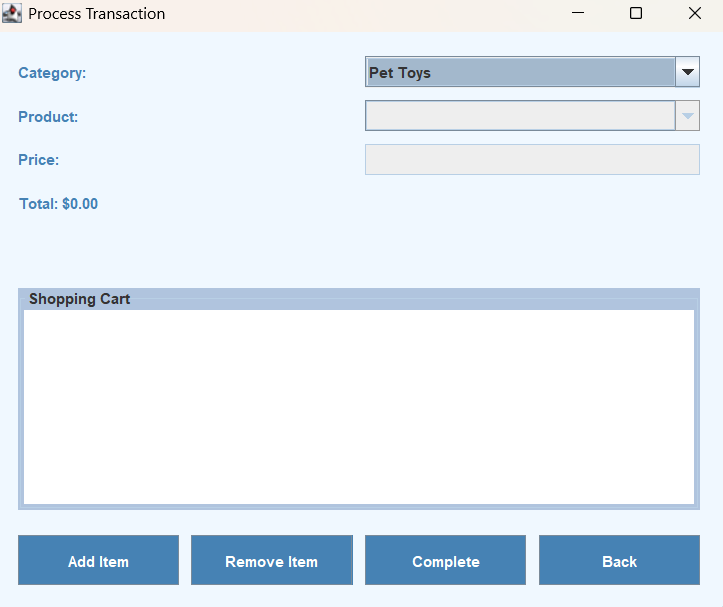 Process Transaction
Category:
Pet Toys
Product:
Price:
Total: $0.00
Shopping Cart
Add Item
Remove Item
Complete
Back